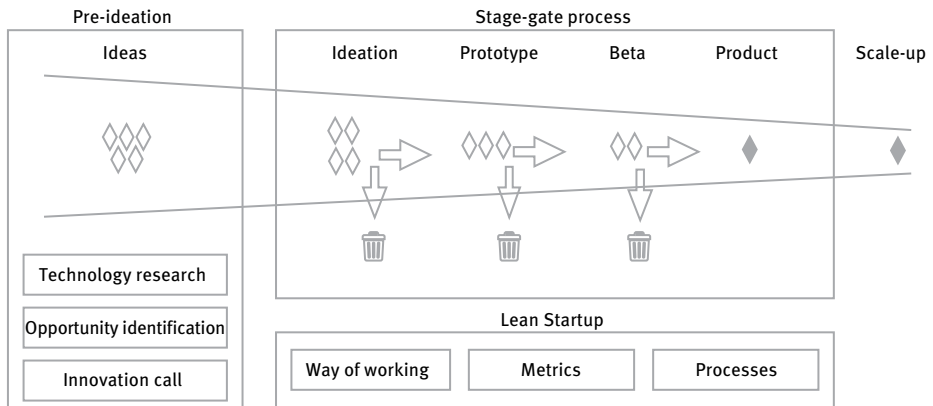 Pre-ideation
Stage-gate process
Ideas
Ideation
Prototype
Beta
Product
Scale-up
Technology research
Opportunity identification
Innovation call
Lean Startup
Way of working
Metrics
Processes